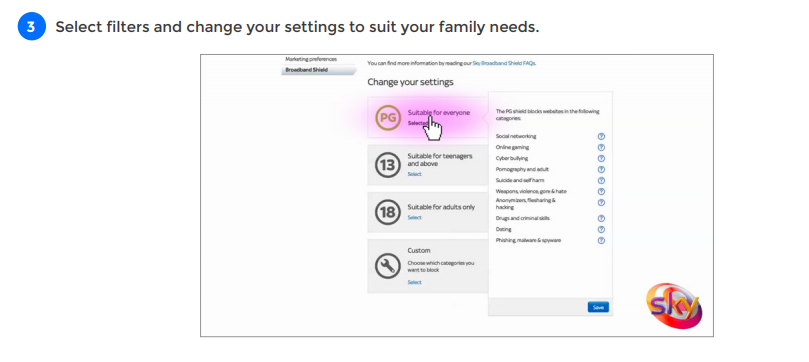 3 Select filters and change your settings to suit your family needs.
Marketing preferences
Broadband Shield
You can find more information by reading our Sky Broadband Shield FAQs.
Change your settings
PG
Suitable for everyone
Selected
13
Suitable for teenagers
and above
Select
18
Suitable for adults only
Select
Custom
Choose which categories you
want to block
Select
The PG shield blocks websites in the following
categories:
Social networking ?
Online gaming ?
Cyber bullying ?
Pornography and adult ?
Suicide and self harm ?
Weapons, violence, gore & hate ?
Anonymizers, filesharing &
hacking ?
Drugs and criminal skills ?
Dating ?
Phishing, malware & spyware ?
Save
sky